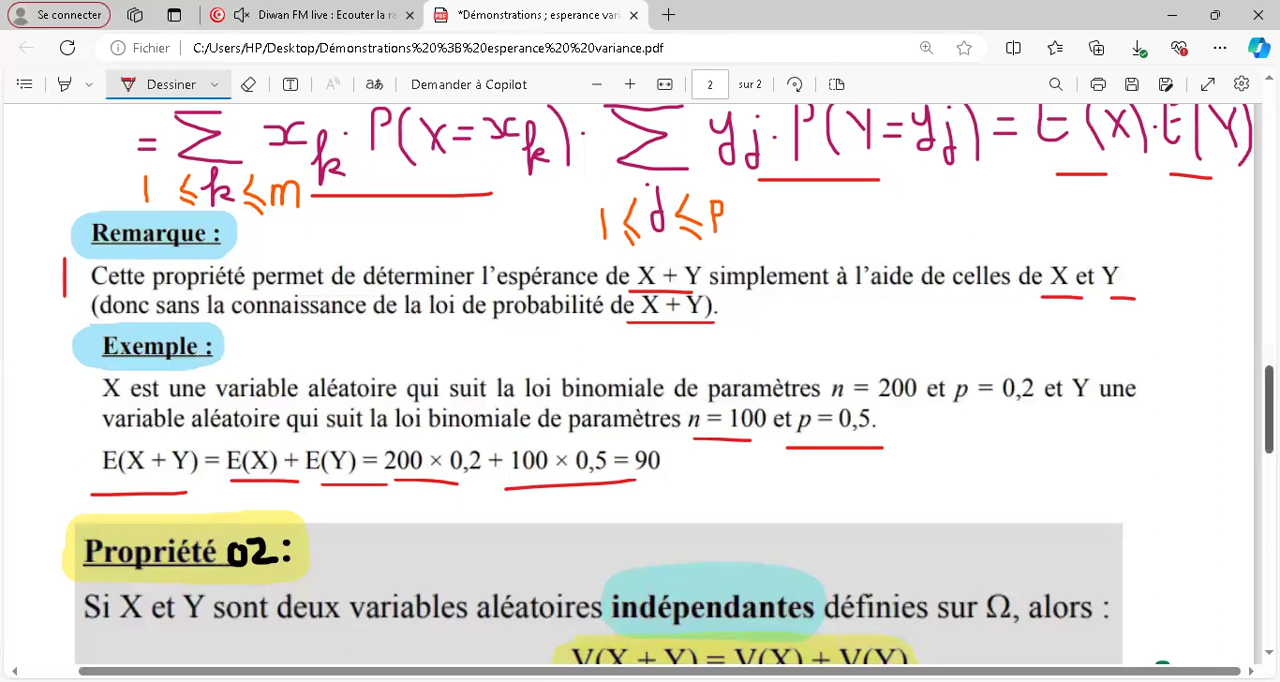 Se connecter
Diwan FM live : Ecouter la ra
*Démonstrations ; esperance vari
Fichier
C:/Users/HP/Desktop/Démonstrations%20%3B%20esperance%20%20variance.pdf
Dessiner
Demander à Copilot
2
sur 2
= ∑ xₖ · P(X = xₖ) · ∑ yⱼ · P(Y = yⱼ) = E(X) · E(Y)
1 ≤ k ≤ m
1 ≤ j ≤ p
Remarque :
Cette propriété permet de déterminer l’espérance de X + Y simplement à l’aide de celles de X et Y
(donc sans la connaissance de la loi de probabilité de X + Y).
Exemple :
X est une variable aléatoire qui suit la loi binomiale de paramètres n = 200 et p = 0,2 et Y une
variable aléatoire qui suit la loi binomiale de paramètres n = 100 et p = 0,5.
E(X + Y) = E(X) + E(Y) = 200 × 0,2 + 100 × 0,5 = 90
Propriété 02 :
Si X et Y sont deux variables aléatoires indépendantes définies sur Ω, alors :
V(X + Y) = V(X) + V(Y)